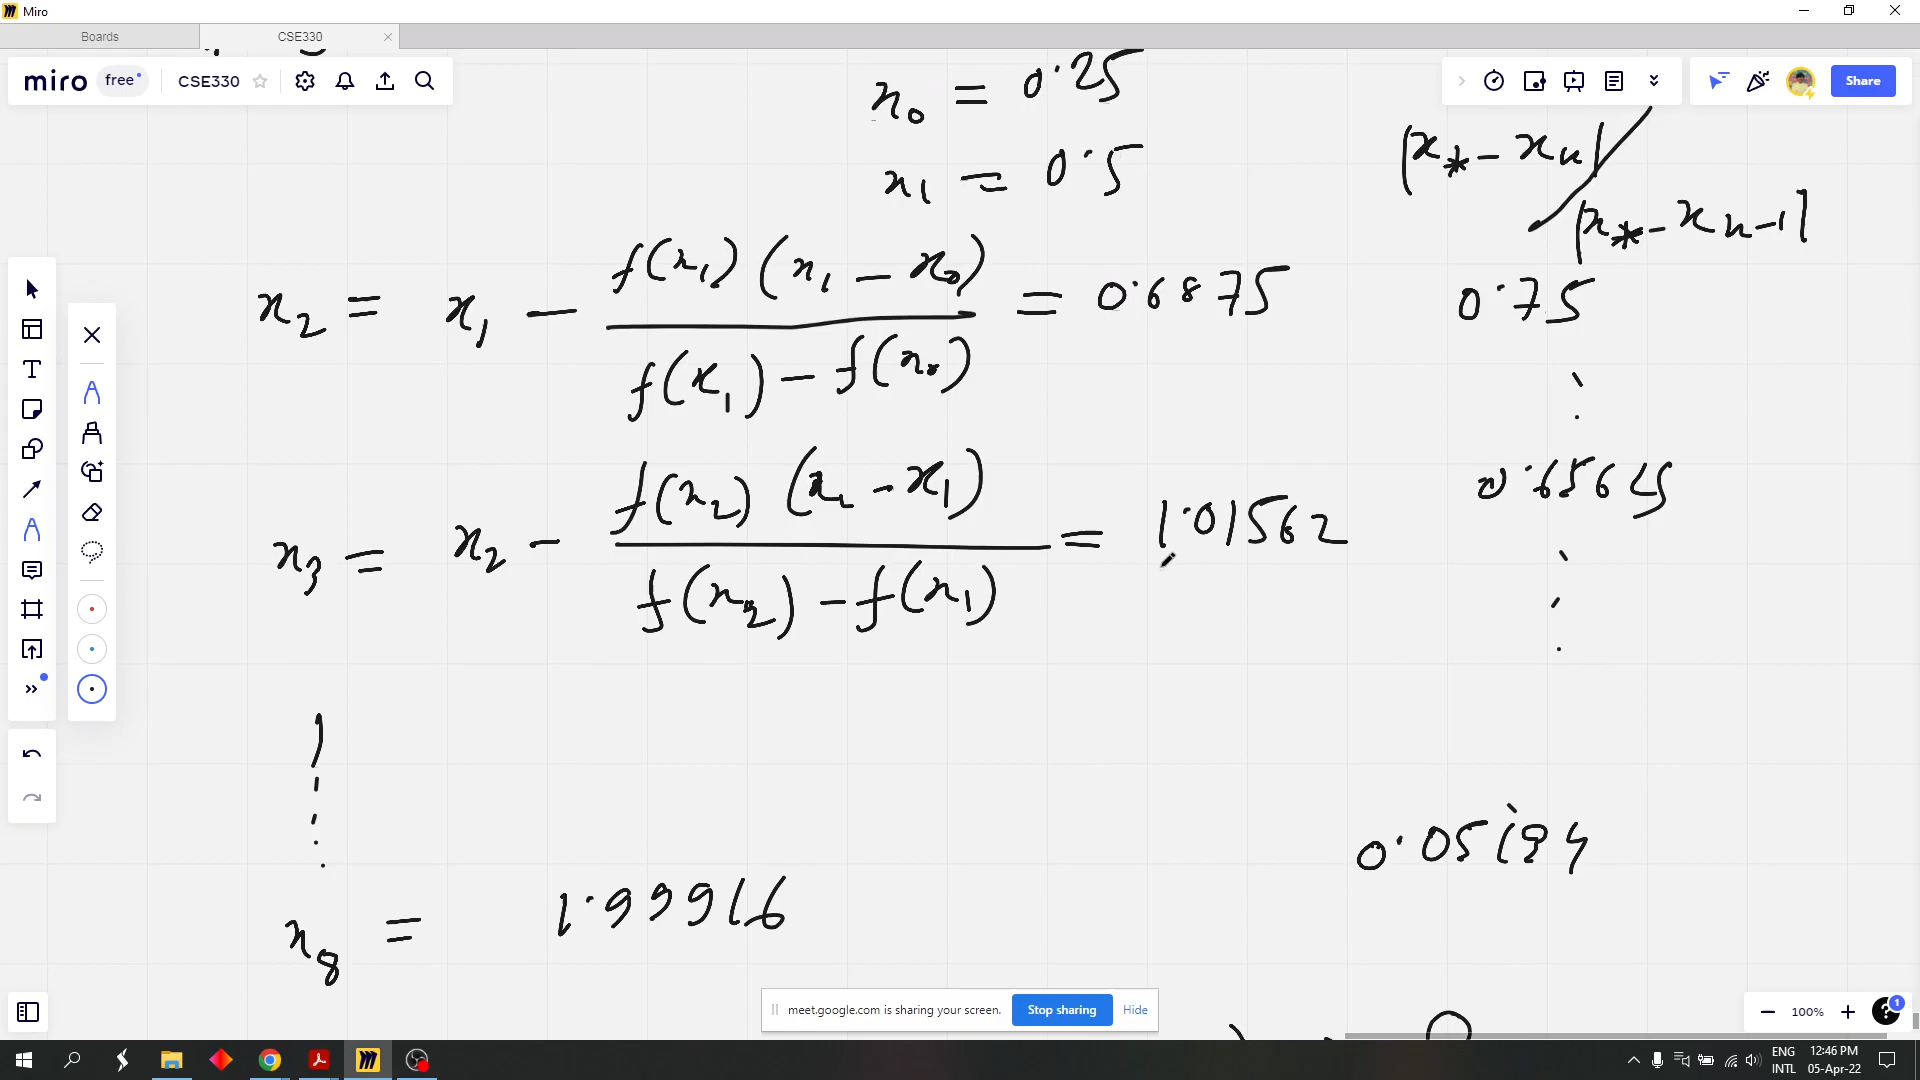 Miro
Boards
CSE330
miro free CSE330
Share
x₀ = 0.25
x₁ = 0.5
|x* - xₙ| / |x* - xₙ₋₁|
x₂ = x₁ - f(x₁) (x₁ - x₀) / f(x₁) - f(x₀) = 0.6875
0.75
x₃ = x₂ - f(x₂) (x₂ - x₁) / f(x₂) - f(x₁) = 1.01562
0.65625
x₈ = 1.99916
meet.google.com is sharing your screen. Stop sharing Hide
100%
1
ENG 12:46 PM
INTL 05-Apr-22